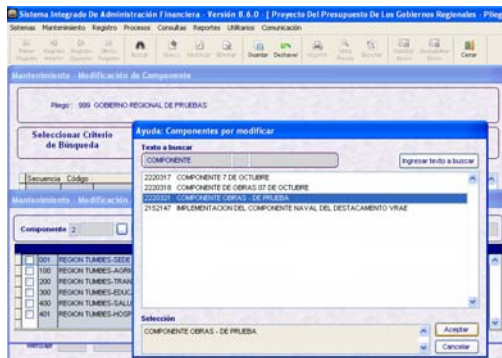 Sistema Integrado De Administración Financiera - Versión 8.6.0 - [ Proyecto Del Presupuesto De Los Gobiernos Regionales - Plieg
Sistemas Mantenimiento Registro Procesos Consultas Reportes Utilitarios Comunicación
Guardar Deshacer Cerrar
Mantenimiento - Modificación de Componente
Pliego : 999 GOBIERNO REGIONAL DE PRUEBAS
Seleccionar Criterio de Búsqueda
Secuencia Código
Mantenimiento - Modificación
Componente 2
001 REGION TUMBES-SEDE
100 REGION TUMBES-AGRI
200 REGION TUMBES-TRAN
300 REGION TUMBES-EDUC
400 REGION TUMBES-SALU
401 REGION TUMBES-HOSP
Mensaje
Ayuda: Componentes por modificar
Texto a buscar
COMPONENTE
Ingresar texto a buscar
2220317 COMPONENTE 7 DE OCTUBRE
2220318 COMPONENTE DE OBRAS 07 DE OCTUBRE
2220321 COMPONENTE OBRAS - DE PRUEBA
2152147 IMPLEMENTACION DEL COMPONENTE NAVAL DEL DESTACAMENTO VRAE
Selección
COMPONENTE OBRAS - DE PRUEBA
Aceptar
Cancelar